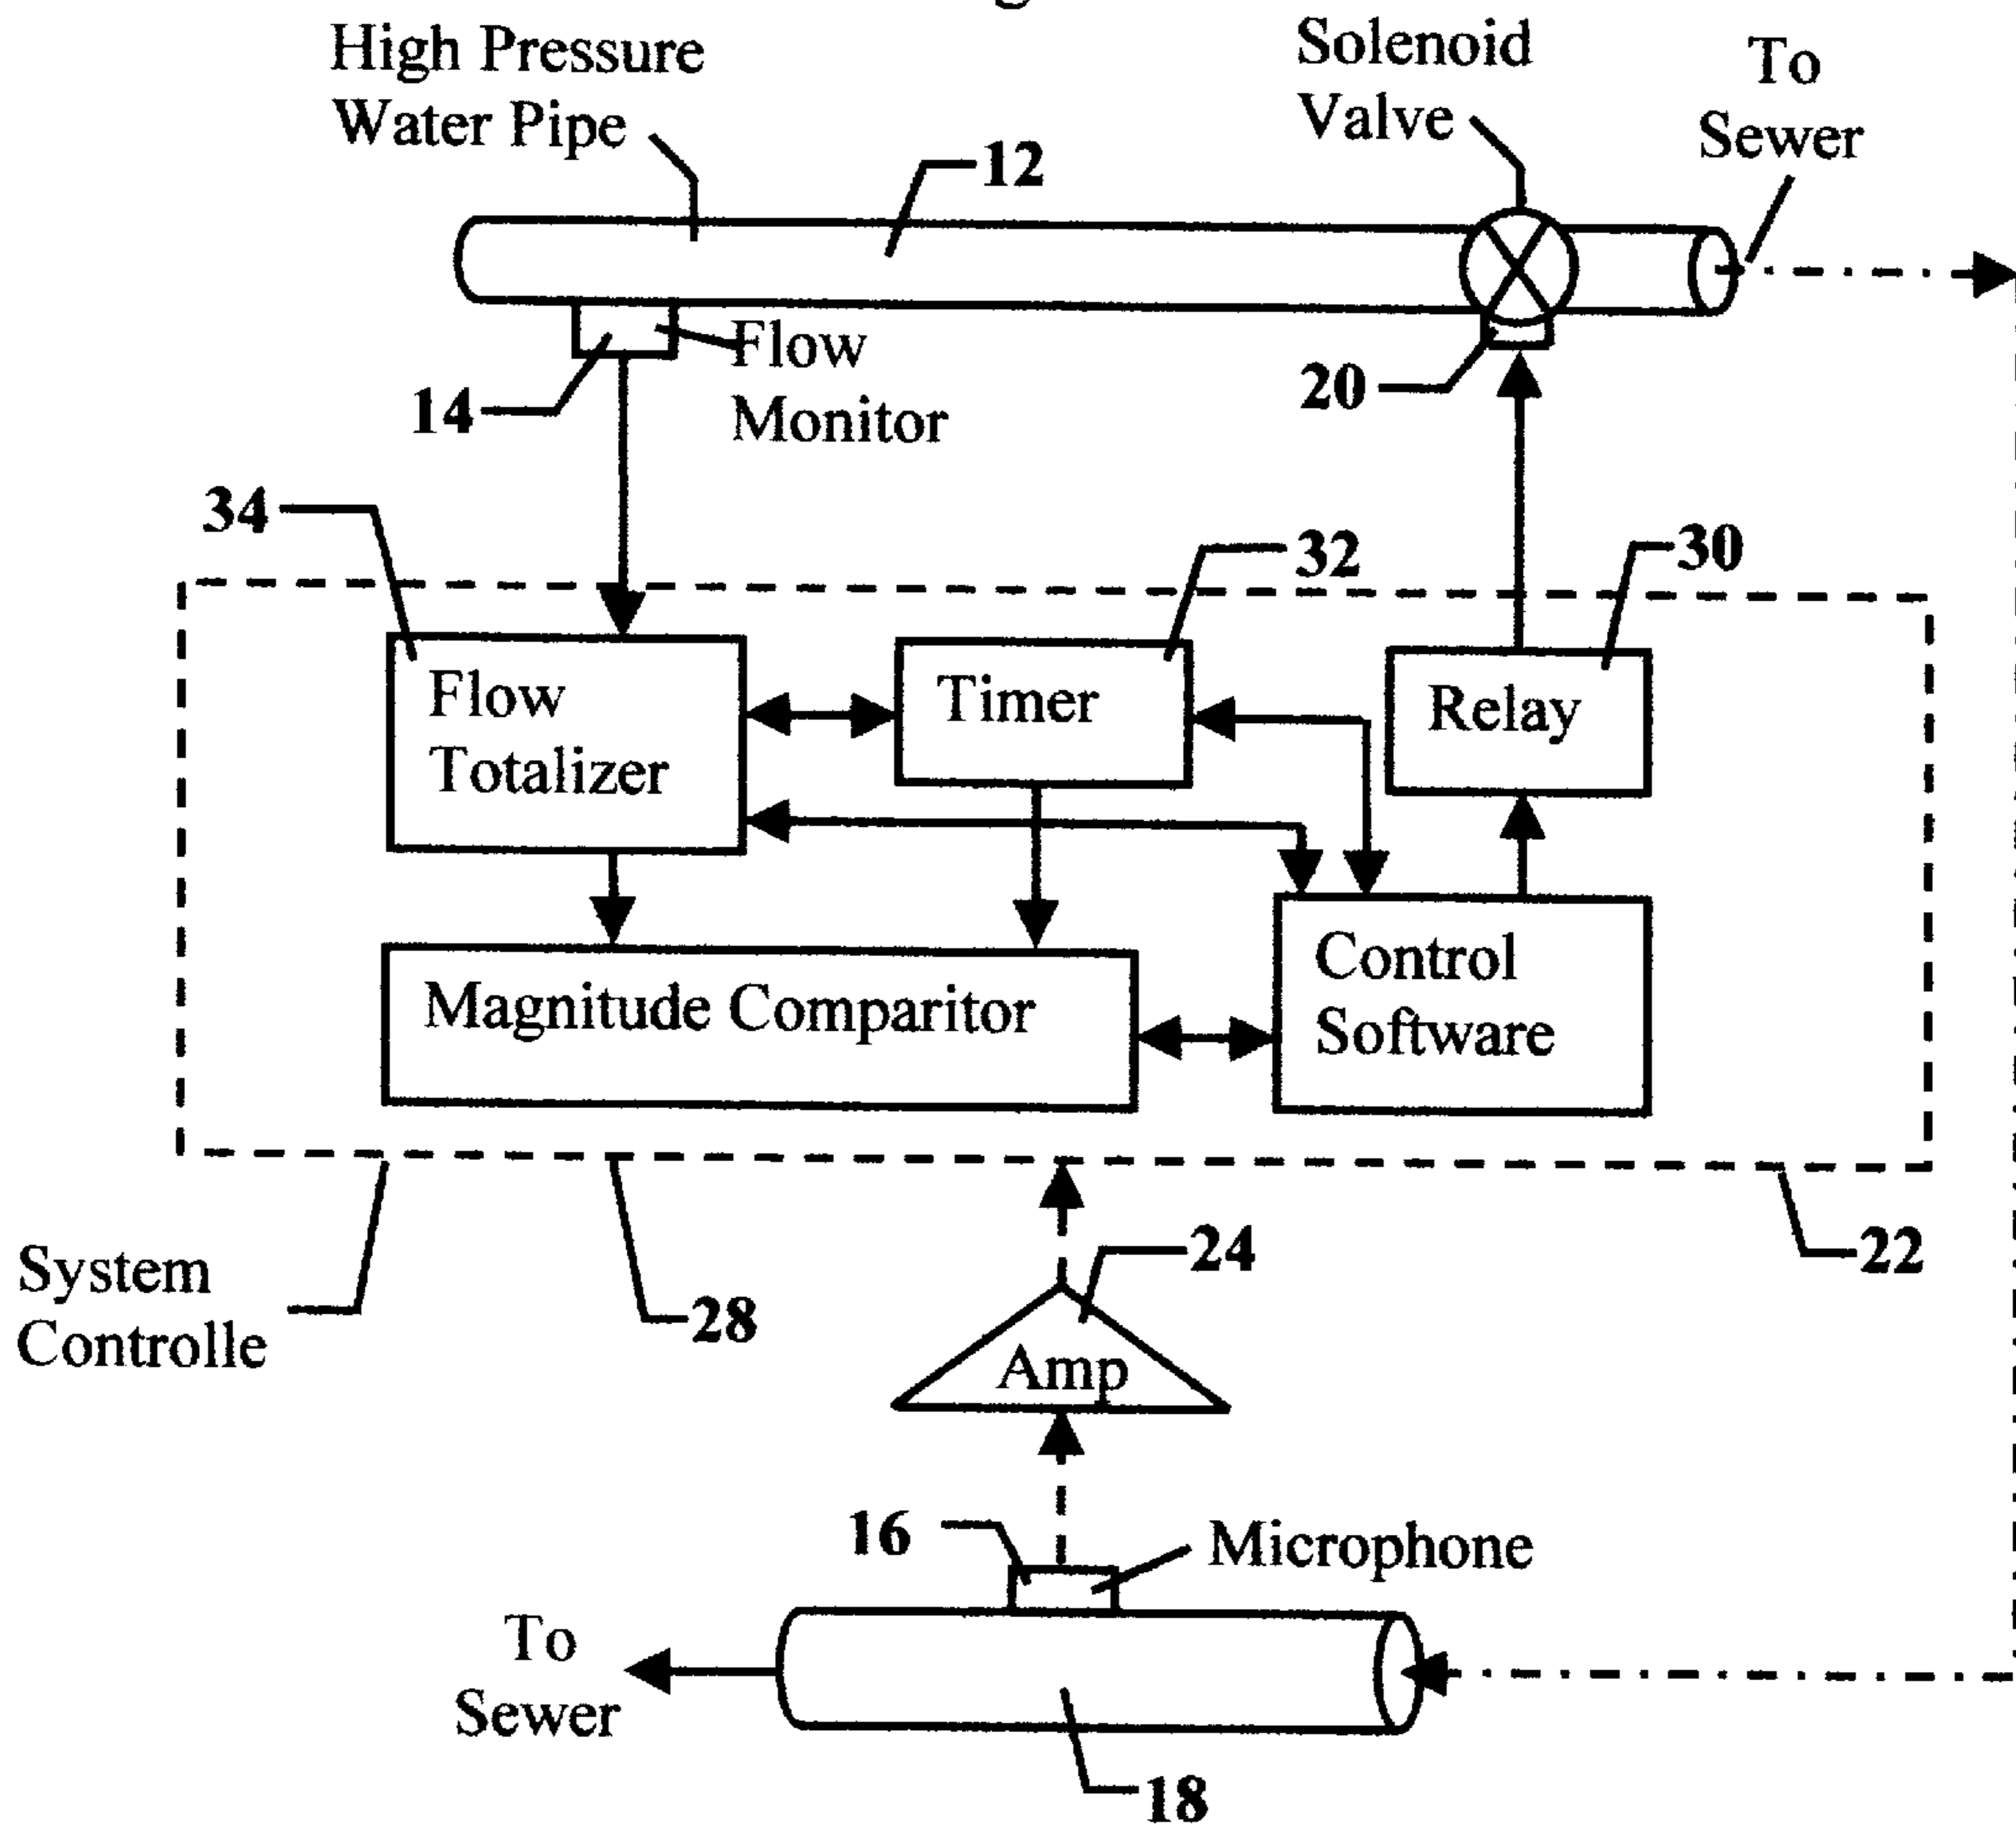 High Pressure
Water Pipe
Solenoid
Valve
To
Sewer
12
Flow
Monitor
14
20
34
32
30
Flow
Totalizer
Timer
Relay
Magnitude Comparitor
Control
Software
System
Controlle
28
24
22
Amp
16
Microphone
To
Sewer
18